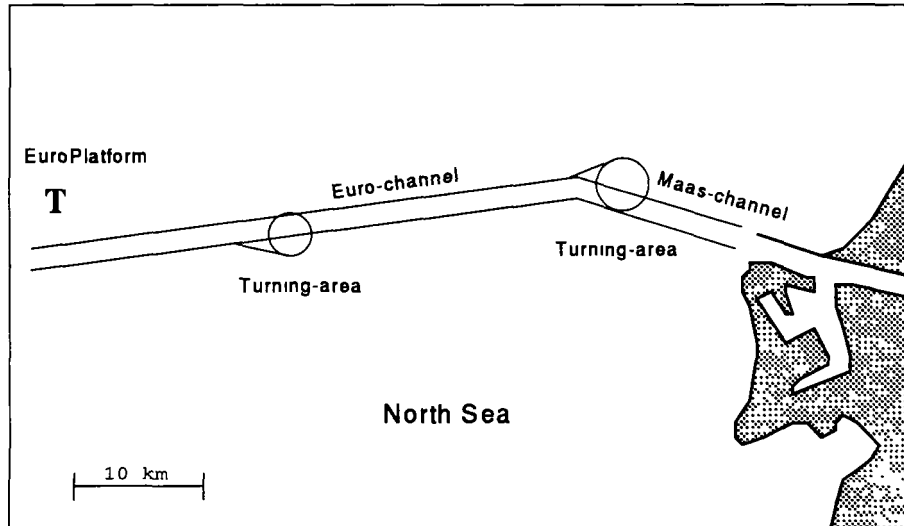 EuroPlatform
T
Euro-channel
Maas-channel
Turning-area
Turning-area
North Sea
10 km